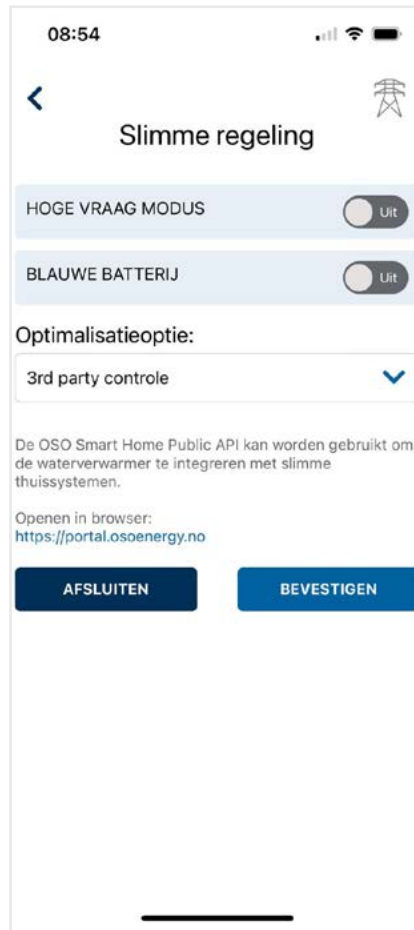 08:54
Slimme regeling
HOGE VRAAG MODUS
Uit
BLAUWE BATTERIJ
Uit
Optimalisatieoptie:
3rd party controle
De OSO Smart Home Public API kan worden gebruikt om
de waterverwarmer te integreren met slimme
thuissystemen.
Openen in browser:
https://portal.osoenergy.no
AFSLUITEN
BEVESTIGEN